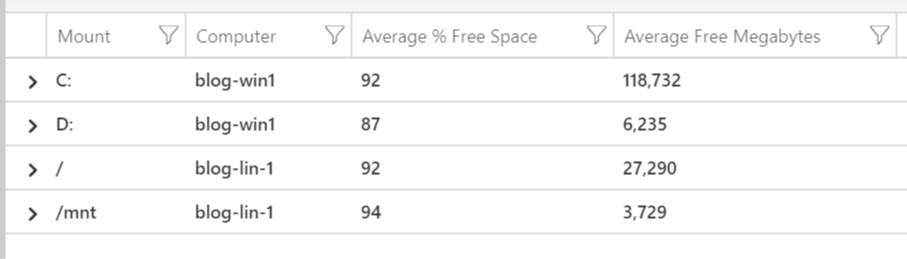 Mount Computer Average % Free Space Average Free Megabytes
C: blog-win1 92 118,732
D: blog-win1 87 6,235
/ blog-lin-1 92 27,290
/mnt blog-lin-1 94 3,729